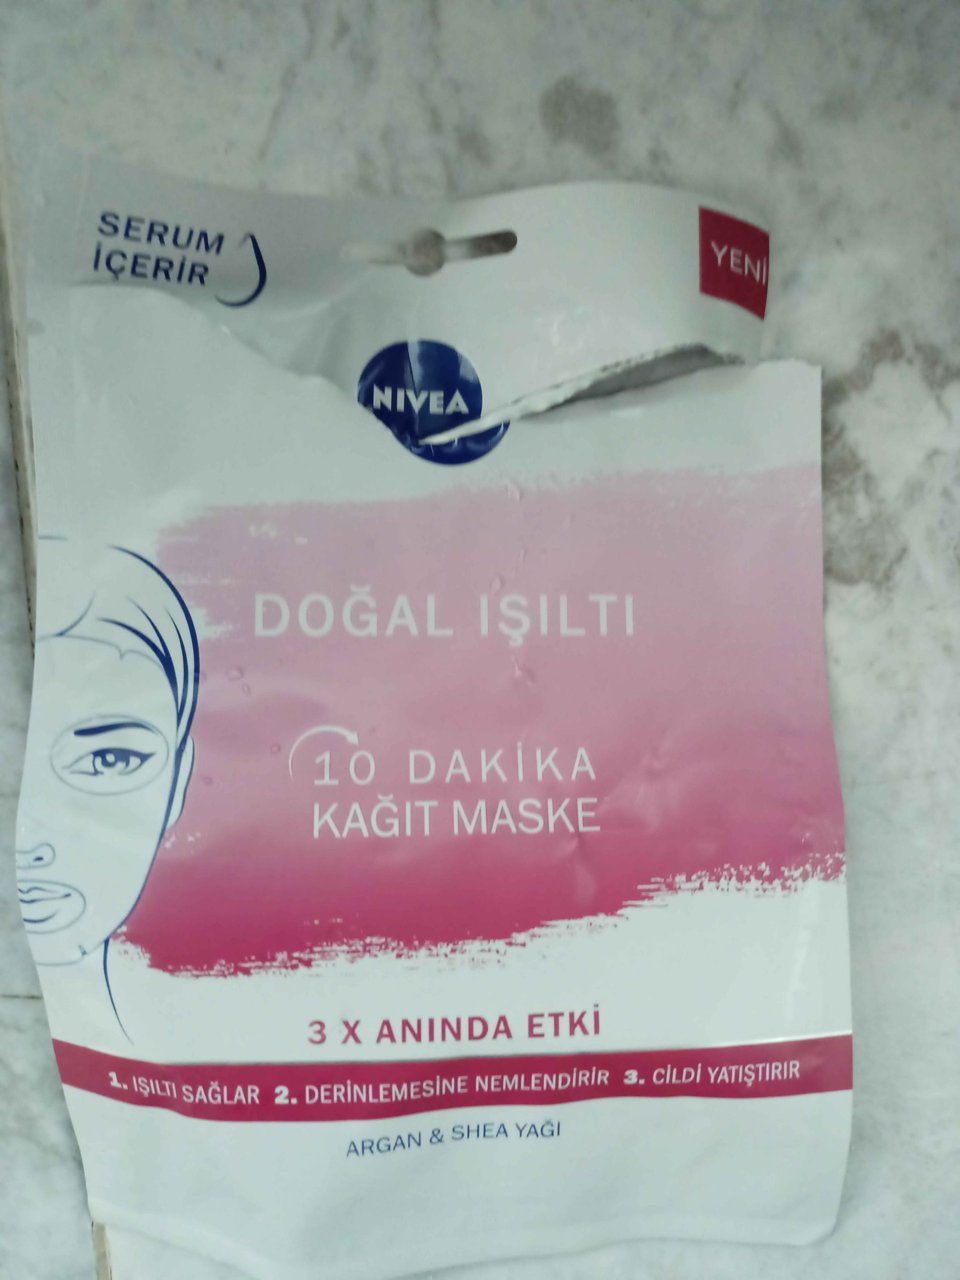 SERUM
İÇERİR
YENİ
NIVEA
DOĞAL IŞILTI
10 DAKİKA
KAĞIT MASKE
3 X ANINDA ETKİ
1. IŞILTI SAĞLAR 2. DERİNLEMESİNE NEMLENDİRİR 3. CİLDİ YATIŞTIRIR
ARGAN & SHEA YAĞI